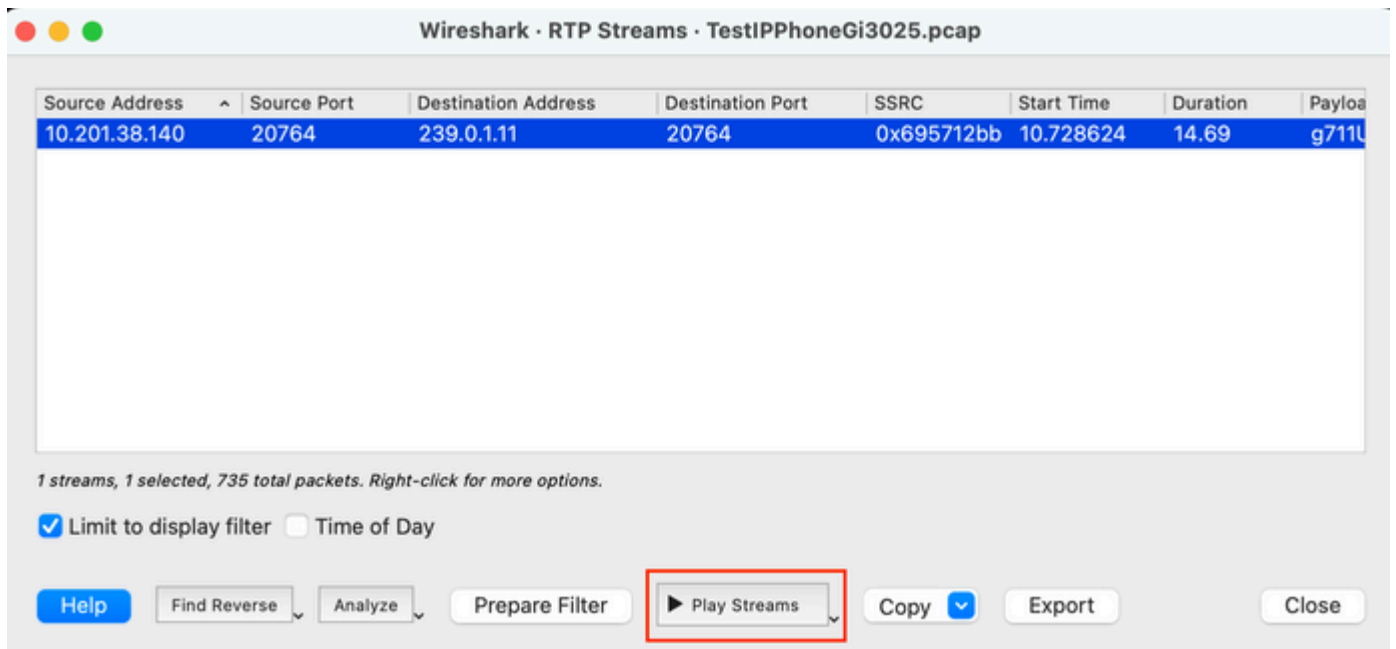 Wireshark · RTP Streams · TestIPPhoneGi3025.pcap
Source Address Source Port Destination Address Destination Port SSRC Start Time Duration Payloa
10.201.38.140 20764 239.0.1.11 20764 0x695712bb 10.728624 14.69 g711U
1 streams, 1 selected, 735 total packets. Right-click for more options.
Limit to display filter Time of Day
Help Find Reverse Analyze Prepare Filter Play Streams Copy Export Close